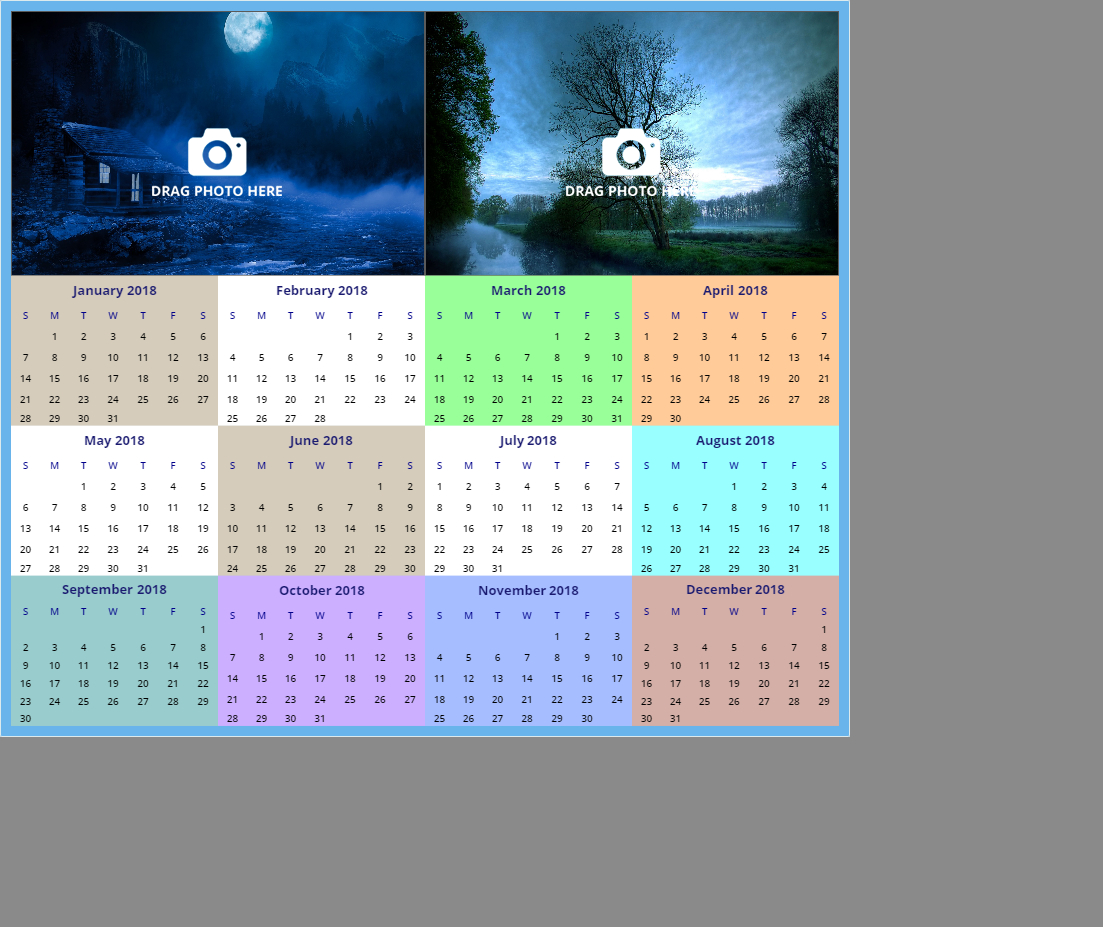 DRAG PHOTO HERE
DRAG PHOTO HERE
January 2018
S M T W T F S
1 2 3 4 5 6
7 8 9 10 11 12 13
14 15 16 17 18 19 20
21 22 23 24 25 26 27
28 29 30 31
February 2018
S M T W T F S
1 2 3
4 5 6 7 8 9 10
11 12 13 14 15 16 17
18 19 20 21 22 23 24
25 26 27 28
March 2018
S M T W T F S
1 2 3
4 5 6 7 8 9 10
11 12 13 14 15 16 17
18 19 20 21 22 23 24
25 26 27 28 29 30 31
April 2018
S M T W T F S
1 2 3 4 5 6 7
8 9 10 11 12 13 14
15 16 17 18 19 20 21
22 23 24 25 26 27 28
29 30
May 2018
S M T W T F S
1 2 3 4 5
6 7 8 9 10 11 12
13 14 15 16 17 18 19
20 21 22 23 24 25 26
27 28 29 30 31
June 2018
S M T W T F S
1 2
3 4 5 6 7 8 9
10 11 12 13 14 15 16
17 18 19 20 21 22 23
24 25 26 27 28 29 30
July 2018
S M T W T F S
1 2 3 4 5 6 7
8 9 10 11 12 13 14
15 16 17 18 19 20 21
22 23 24 25 26 27 28
29 30 31
August 2018
S M T W T F S
1 2 3 4
5 6 7 8 9 10 11
12 13 14 15 16 17 18
19 20 21 22 23 24 25
26 27 28 29 30 31
September 2018
S M T W T F S
1
2 3 4 5 6 7 8
9 10 11 12 13 14 15
16 17 18 19 20 21 22
23 24 25 26 27 28 29
30
October 2018
S M T W T F S
1 2 3 4 5 6
7 8 9 10 11 12 13
14 15 16 17 18 19 20
21 22 23 24 25 26 27
28 29 30 31
November 2018
S M T W T F S
1 2 3
4 5 6 7 8 9 10
11 12 13 14 15 16 17
18 19 20 21 22 23 24
25 26 27 28 29 30
December 2018
S M T W T F S
1
2 3 4 5 6 7 8
9 10 11 12 13 14 15
16 17 18 19 20 21 22
23 24 25 26 27 28 29
30 31